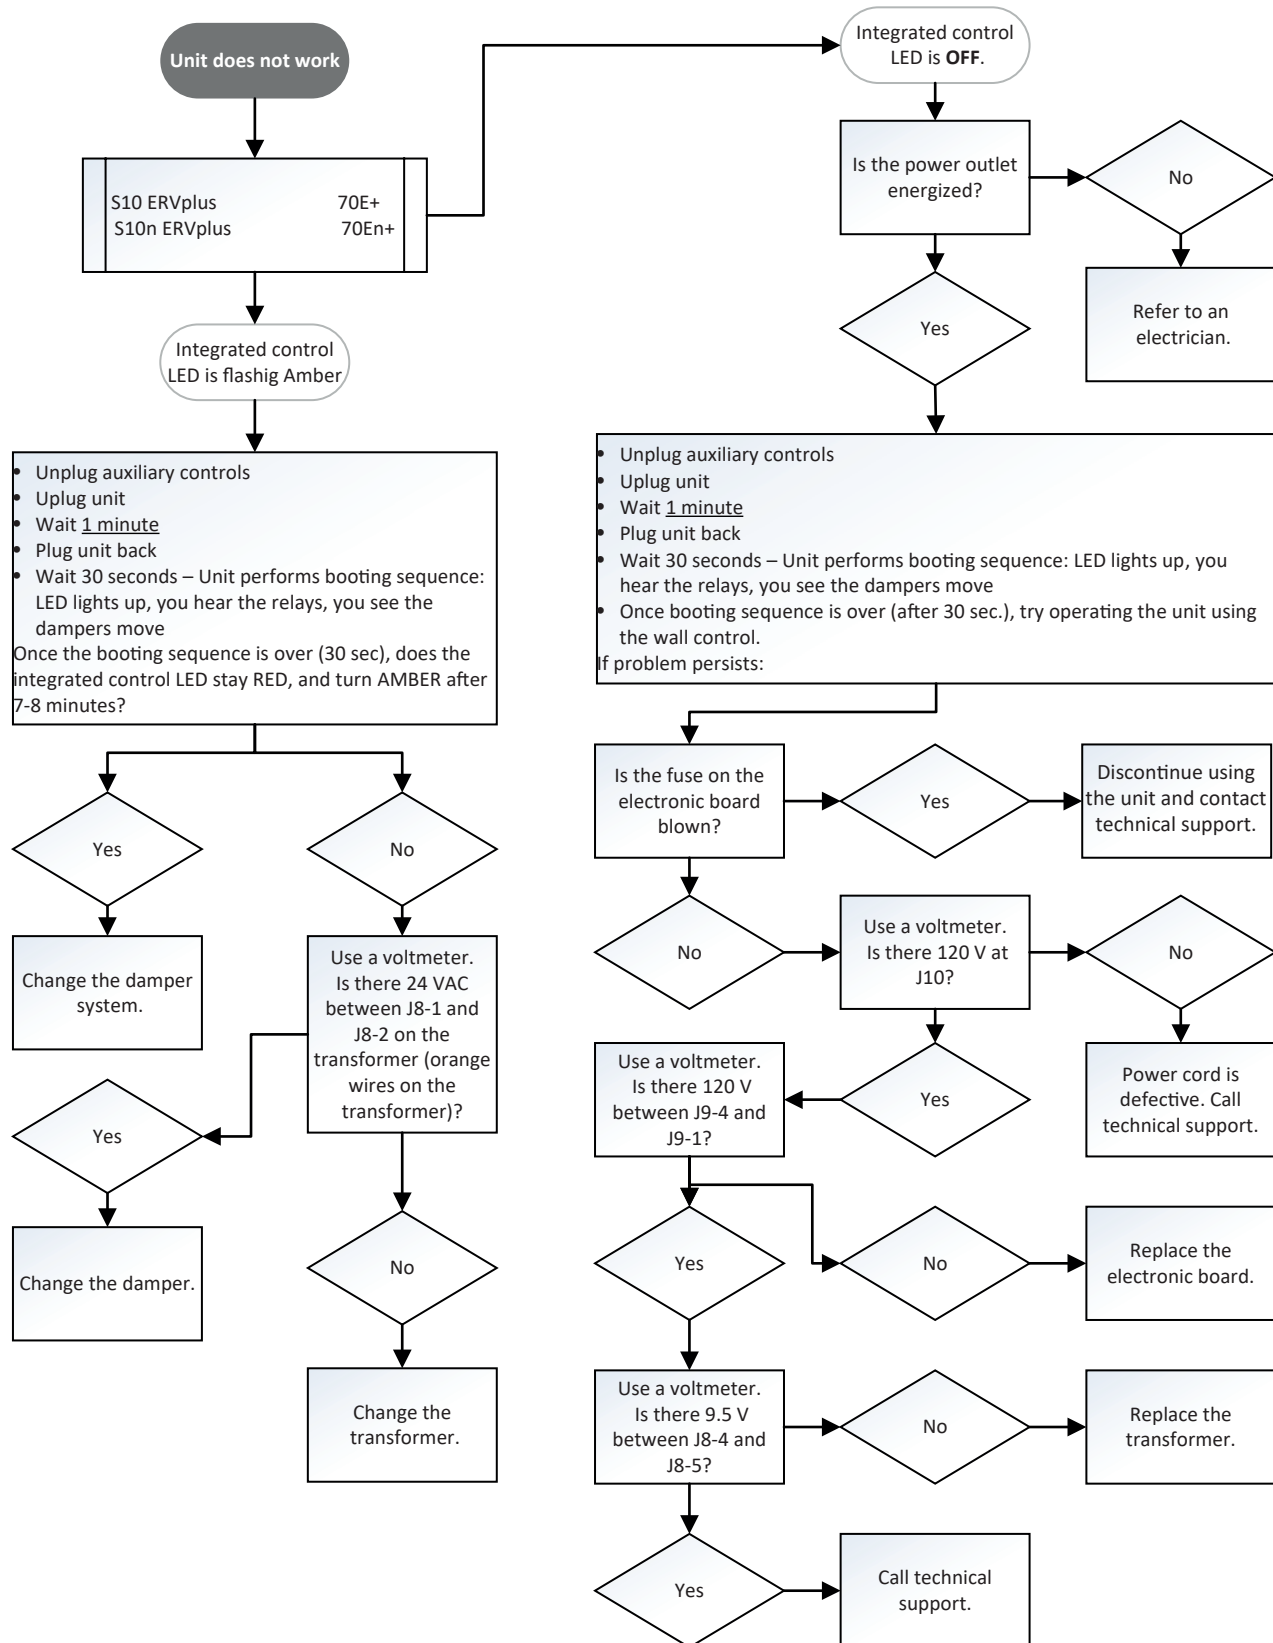 Unit does not work
S10 ERVplus 70E+
S10n ERVplus 70En+
Integrated control
LED is flashig Amber
• Unplug auxiliary controls
• Uplug unit
• Wait 1 minute
• Plug unit back
• Wait 30 seconds – Unit performs booting sequence:
LED lights up, you hear the relays, you see the
dampers move
Once the booting sequence is over (30 sec), does the
integrated control LED stay RED, and turn AMBER after
7-8 minutes?
Yes
No
Change the damper
system.
Use a voltmeter.
Is there 24 VAC
between J8-1 and
J8-2 on the
transformer (orange
wires on the
transformer)?
Yes
Change the damper.
No
Change the
transformer.
Integrated control
LED is OFF.
Is the power outlet
energized?
No
Refer to an
electrician.
Yes
• Unplug auxiliary controls
• Uplug unit
• Wait 1 minute
• Plug unit back
• Wait 30 seconds – Unit performs booting sequence: LED lights up, you
hear the relays, you see the dampers move
• Once booting sequence is over (after 30 sec.), try operating the unit using
the wall control.
If problem persists:
Is the fuse on the
electronic board
blown?
Yes
Discontinue using
the unit and contact
technical support.
No
Use a voltmeter.
Is there 120 V at
J10?
No
Power cord is
defective. Call
technical support.
Yes
Use a voltmeter.
Is there 120 V
between J9-4 and
J9-1?
Yes
No
Replace the
electronic board.
Use a voltmeter.
Is there 9.5 V
between J8-4 and
J8-5?
No
Replace the
transformer.
Yes
Call technical
support.